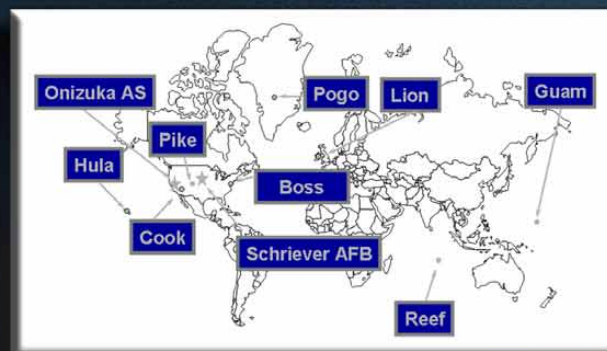 Onizuka AS
Pogo
Lion
Guam
Pike
Hula
Boss
Cook
Schriever AFB
Reef